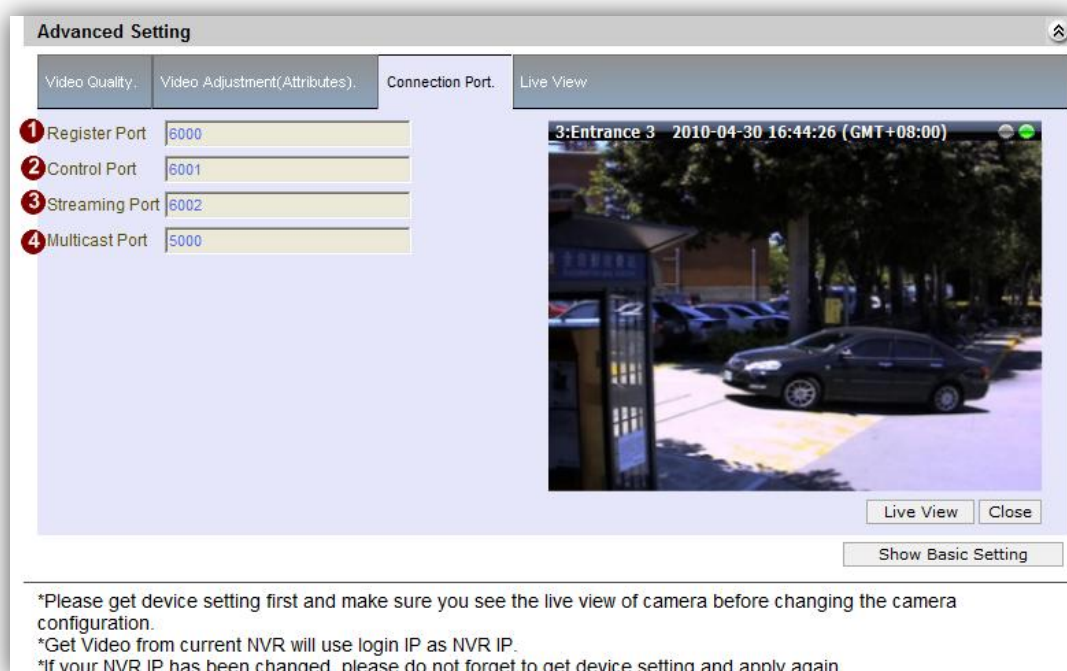 Advanced Setting
Video Quality.
Video Adjustment(Attributes).
Connection Port.
Live View
1 Register Port 6000
2 Control Port 6001
3 Streaming Port 6002
4 Multicast Port 5000
3:Entrance 3 2010-04-30 16:44:26 (GMT+08:00)
Live View
Close
Show Basic Setting
*Please get device setting first and make sure you see the live view of camera before changing the camera
configuration.
*Get Video from current NVR will use login IP as NVR IP.
*If your NVR IP has been changed, please do not forget to get device setting and apply again.